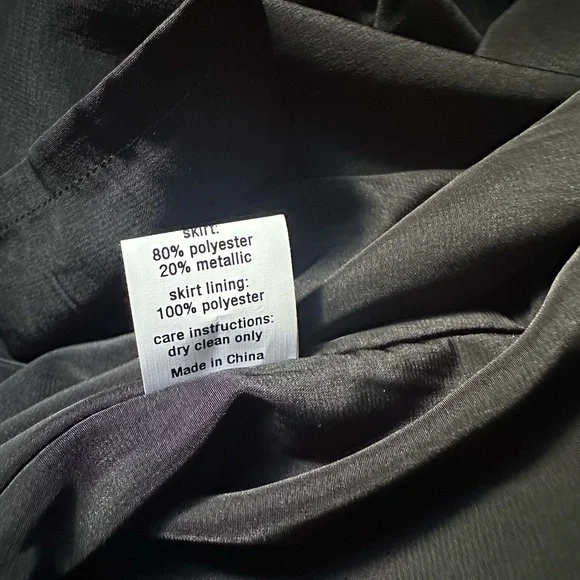 skirt:
80% polyester
20% metallic
skirt lining:
100% polyester
care instructions:
dry clean only
Made in China